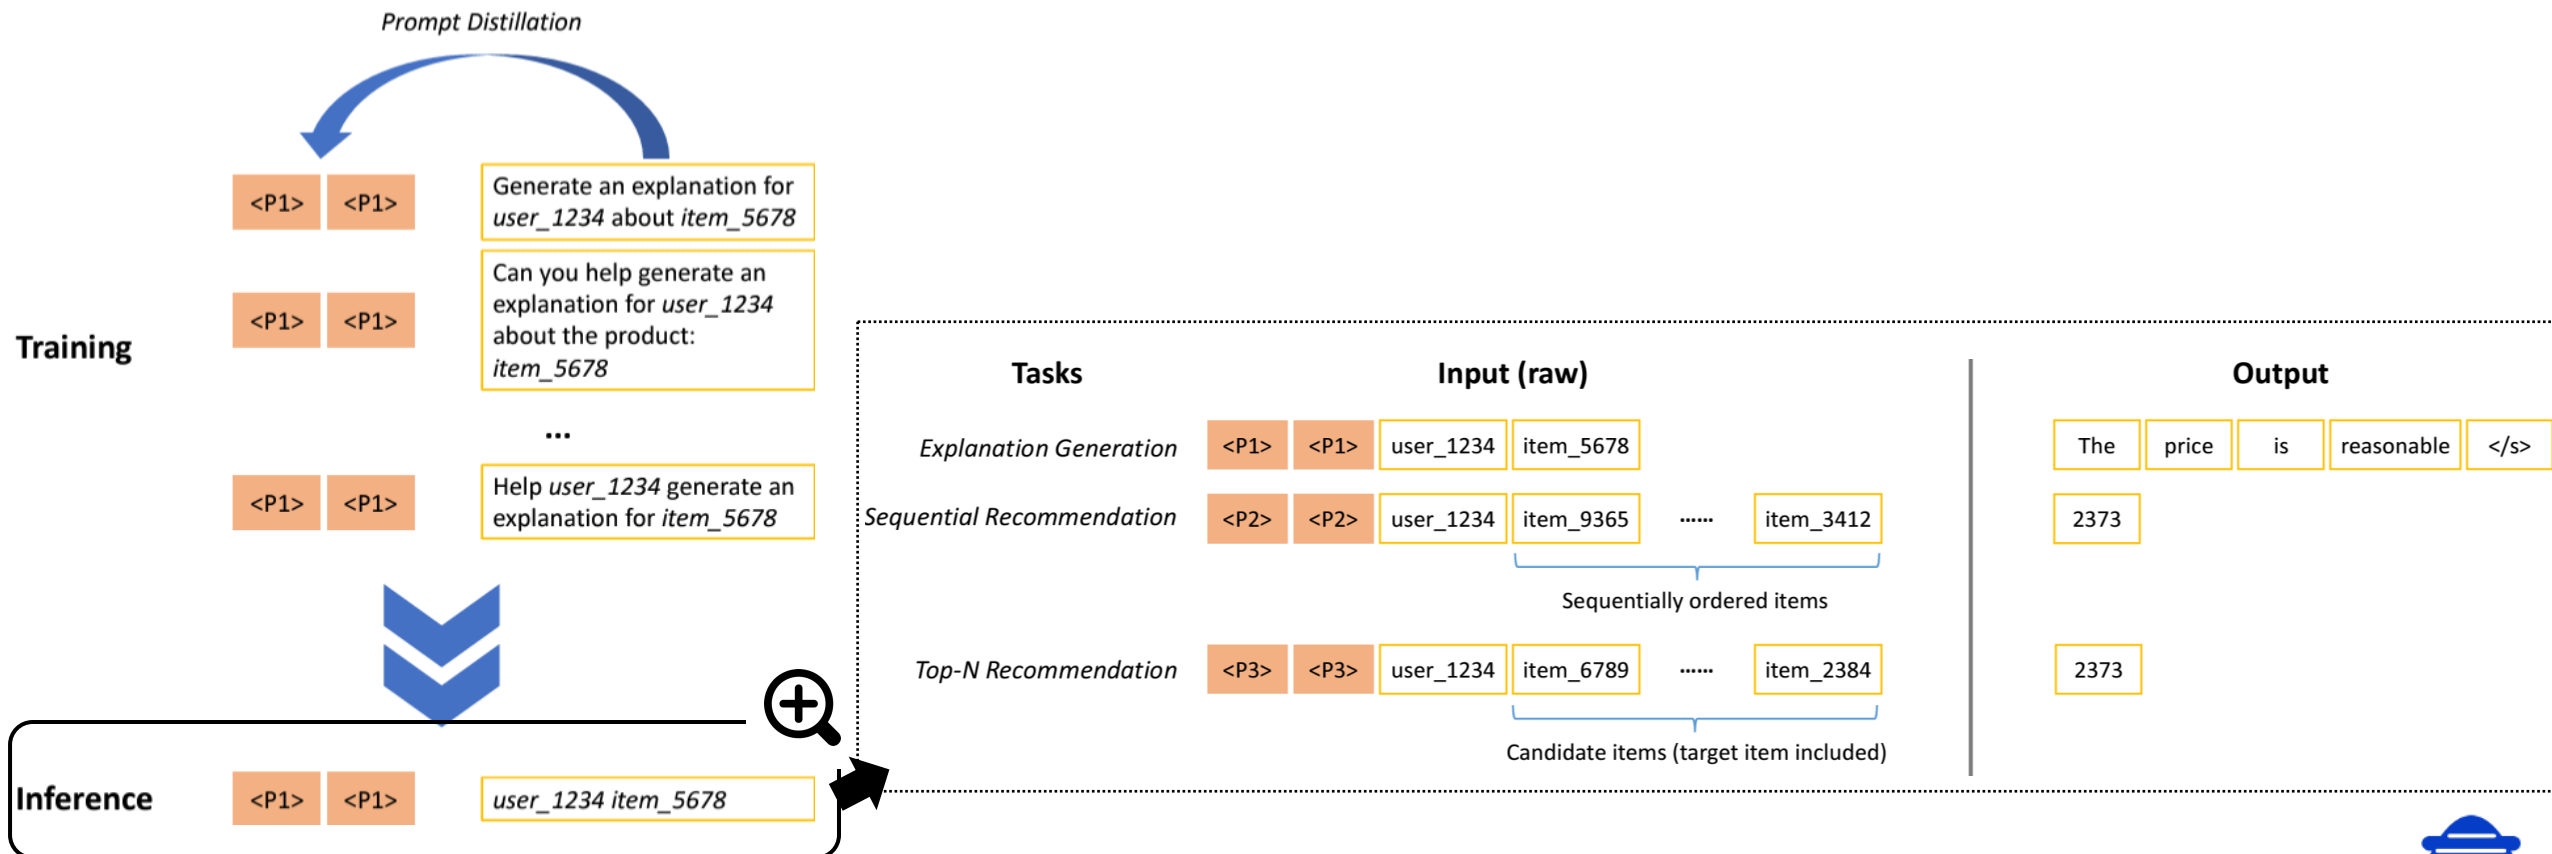 Prompt Distillation
<P1> <P1>
Generate an explanation for
user_1234 about item_5678
<P1> <P1>
Can you help generate an
explanation for user_1234
about the product:
item_5678
Training
...
<P1> <P1>
Help user_1234 generate an
explanation for item_5678
Inference
<P1> <P1>
user_1234 item_5678
Tasks Input (raw) Output
Explanation Generation <P1> <P1> user_1234 item_5678 The price is reasonable </s>
Sequential Recommendation <P2> <P2> user_1234 item_9365 ...... item_3412 2373
Sequentially ordered items
Top-N Recommendation <P3> <P3> user_1234 item_6789 ...... item_2384 2373
Candidate items (target item included)